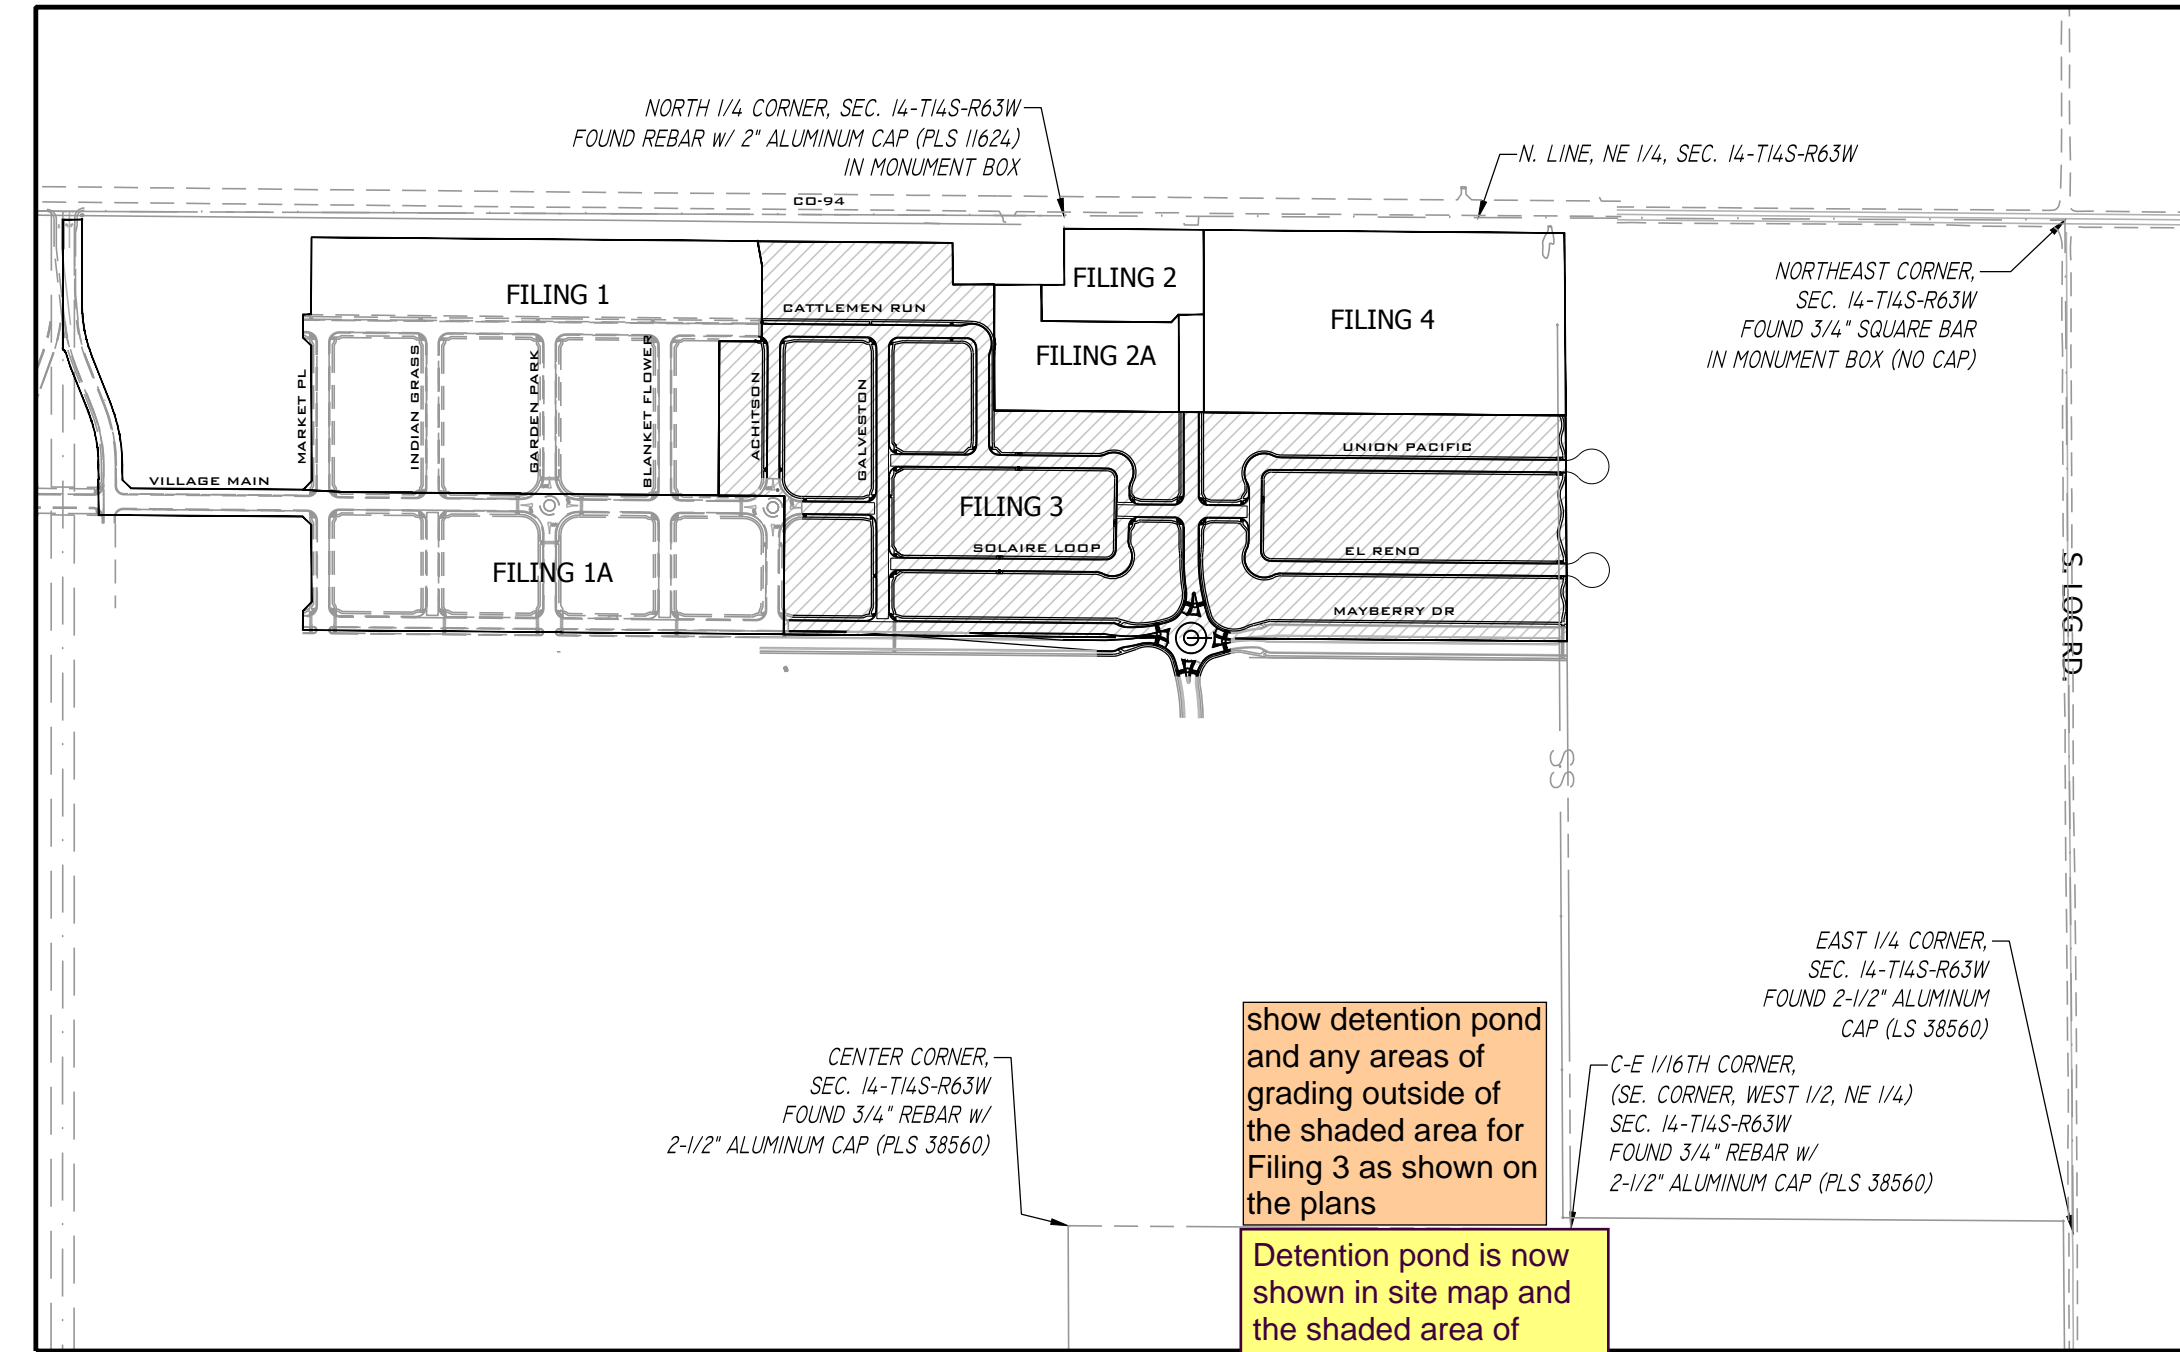 NORTH 1/4 CORNER, SEC. 14-T14S-R63W
FOUND REBAR W/ 2" ALUMINUM CAP (PLS 11624)
IN MONUMENT BOX
N. LINE, NE 1/4, SEC. 14-T14S-R63W
CO-94
NORTHEAST CORNER,
SEC. 14-T14S-R63W
FOUND 3/4" SQUARE BAR
IN MONUMENT BOX (NO CAP)
FILING 1
FILING 2
FILING 4
CATTLEMEN RUN
FILING 2A
MARKET PL
INDIAN GRASS
GARDEN PARK
BLANKET FLOWER
ACHITSON
GALVESTON
UNION PACIFIC
VILLAGE MAIN
FILING 3
SOLAIRE LOOP
EL RENO
FILING 1A
MAYBERRY DR
S. LOG RD.
SS
EAST 1/4 CORNER,
SEC. 14-T14S-R63W
FOUND 2-1/2" ALUMINUM
CAP (LS 38560)
CENTER CORNER,
SEC. 14-T14S-R63W
FOUND 3/4" REBAR W/
2-1/2" ALUMINUM CAP (PLS 38560)
show detention pond
and any areas of
grading outside of
the shaded area for
Filing 3 as shown on
the plans
C-E 1/16TH CORNER,
(SE. CORNER, WEST 1/2, NE 1/4)
SEC. 14-T14S-R63W
FOUND 3/4" REBAR W/
2-1/2" ALUMINUM CAP (PLS 38560)
Detention pond is now
shown in site map and
the shaded area of